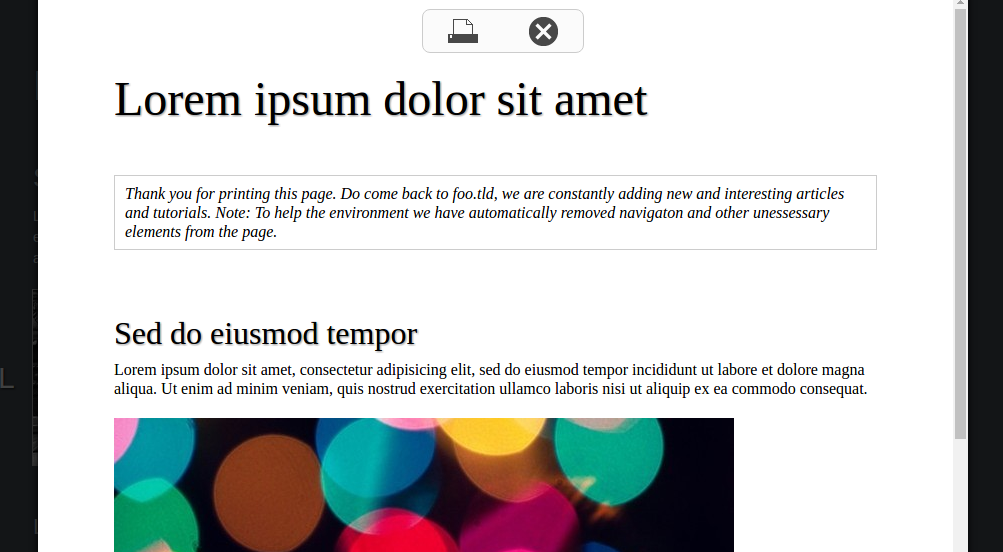 Lorem ipsum dolor sit amet
Thank you for printing this page. Do come back to foo.tld, we are constantly adding new and interesting articles
and tutorials. Note: To help the environment we have automatically removed navigaton and other unessessary
elements from the page.
Sed do eiusmod tempor
Lorem ipsum dolor sit amet, consectetur adipisicing elit, sed do eiusmod tempor incididunt ut labore et dolore magna
aliqua. Ut enim ad minim veniam, quis nostrud exercitation ullamco laboris nisi ut aliquip ex ea commodo consequat.